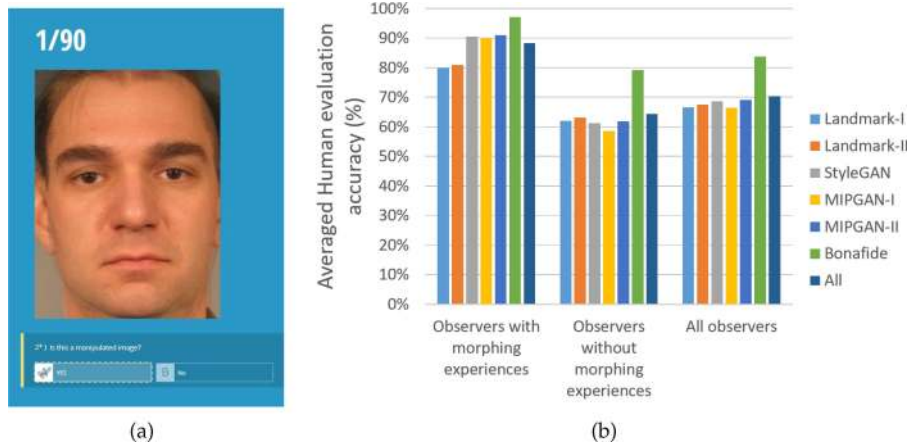 1/90
2* ) Is this a manipulated image?
YES
B
No
(a)
Averaged Human evaluation
accuracy (%)
100%
90%
80%
70%
60%
50%
40%
30%
20%
10%
0%
Observers with
morphing
experiences
Observers
without
morphing
experiences
All observers
Landmark-I
Landmark-II
StyleGAN
MIPGAN-I
MIPGAN-II
Bonafide
All
(b)